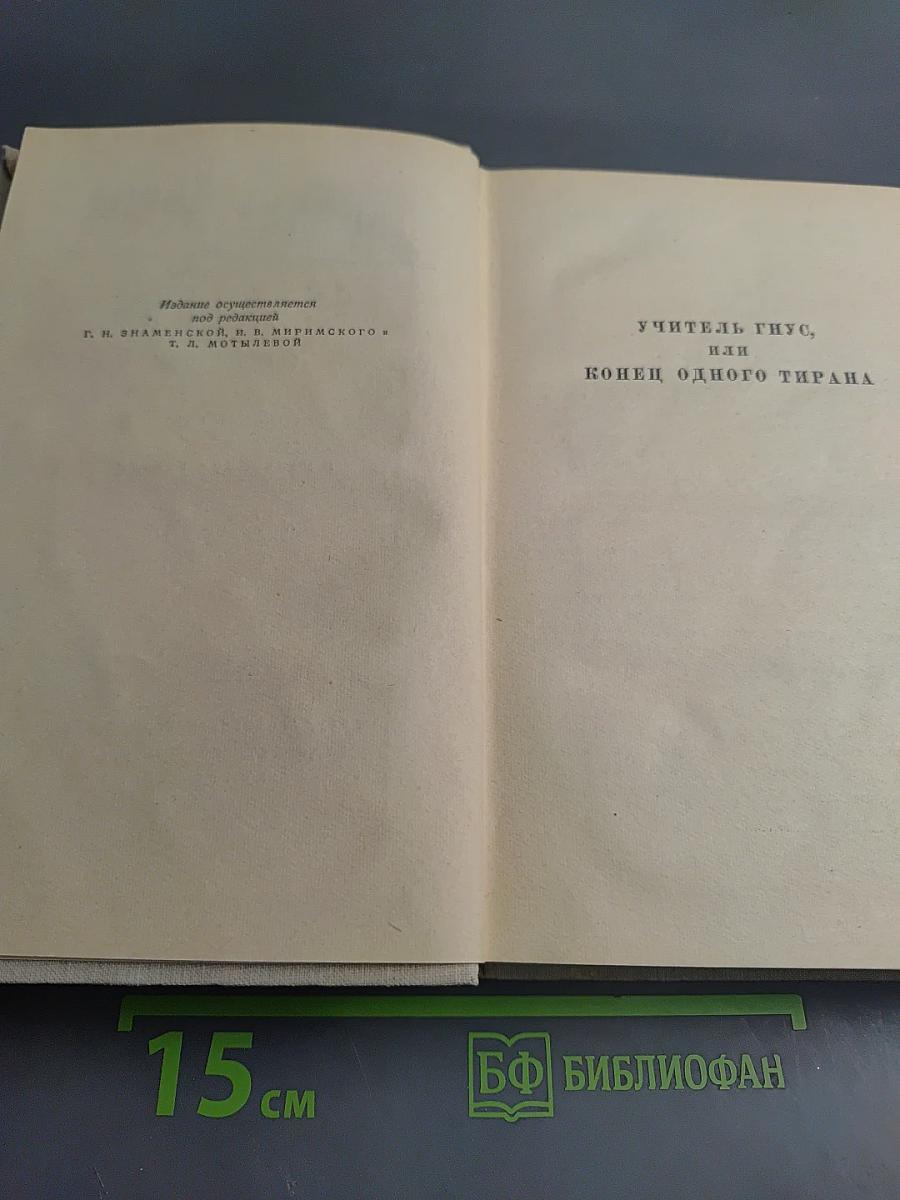 Издание осуществляется
под редакцией
Г. Н. ЗНАМЕНСКОЙ, И. В. МИРИМСКОГО и
Т. Л. МОТЫЛЕВОЙ
УЧИТЕЛЬ ГНУС,
ИЛИ
КОНЕЦ ОДНОГО ТИРАНА
15 см
БФ БИБЛИОФАН